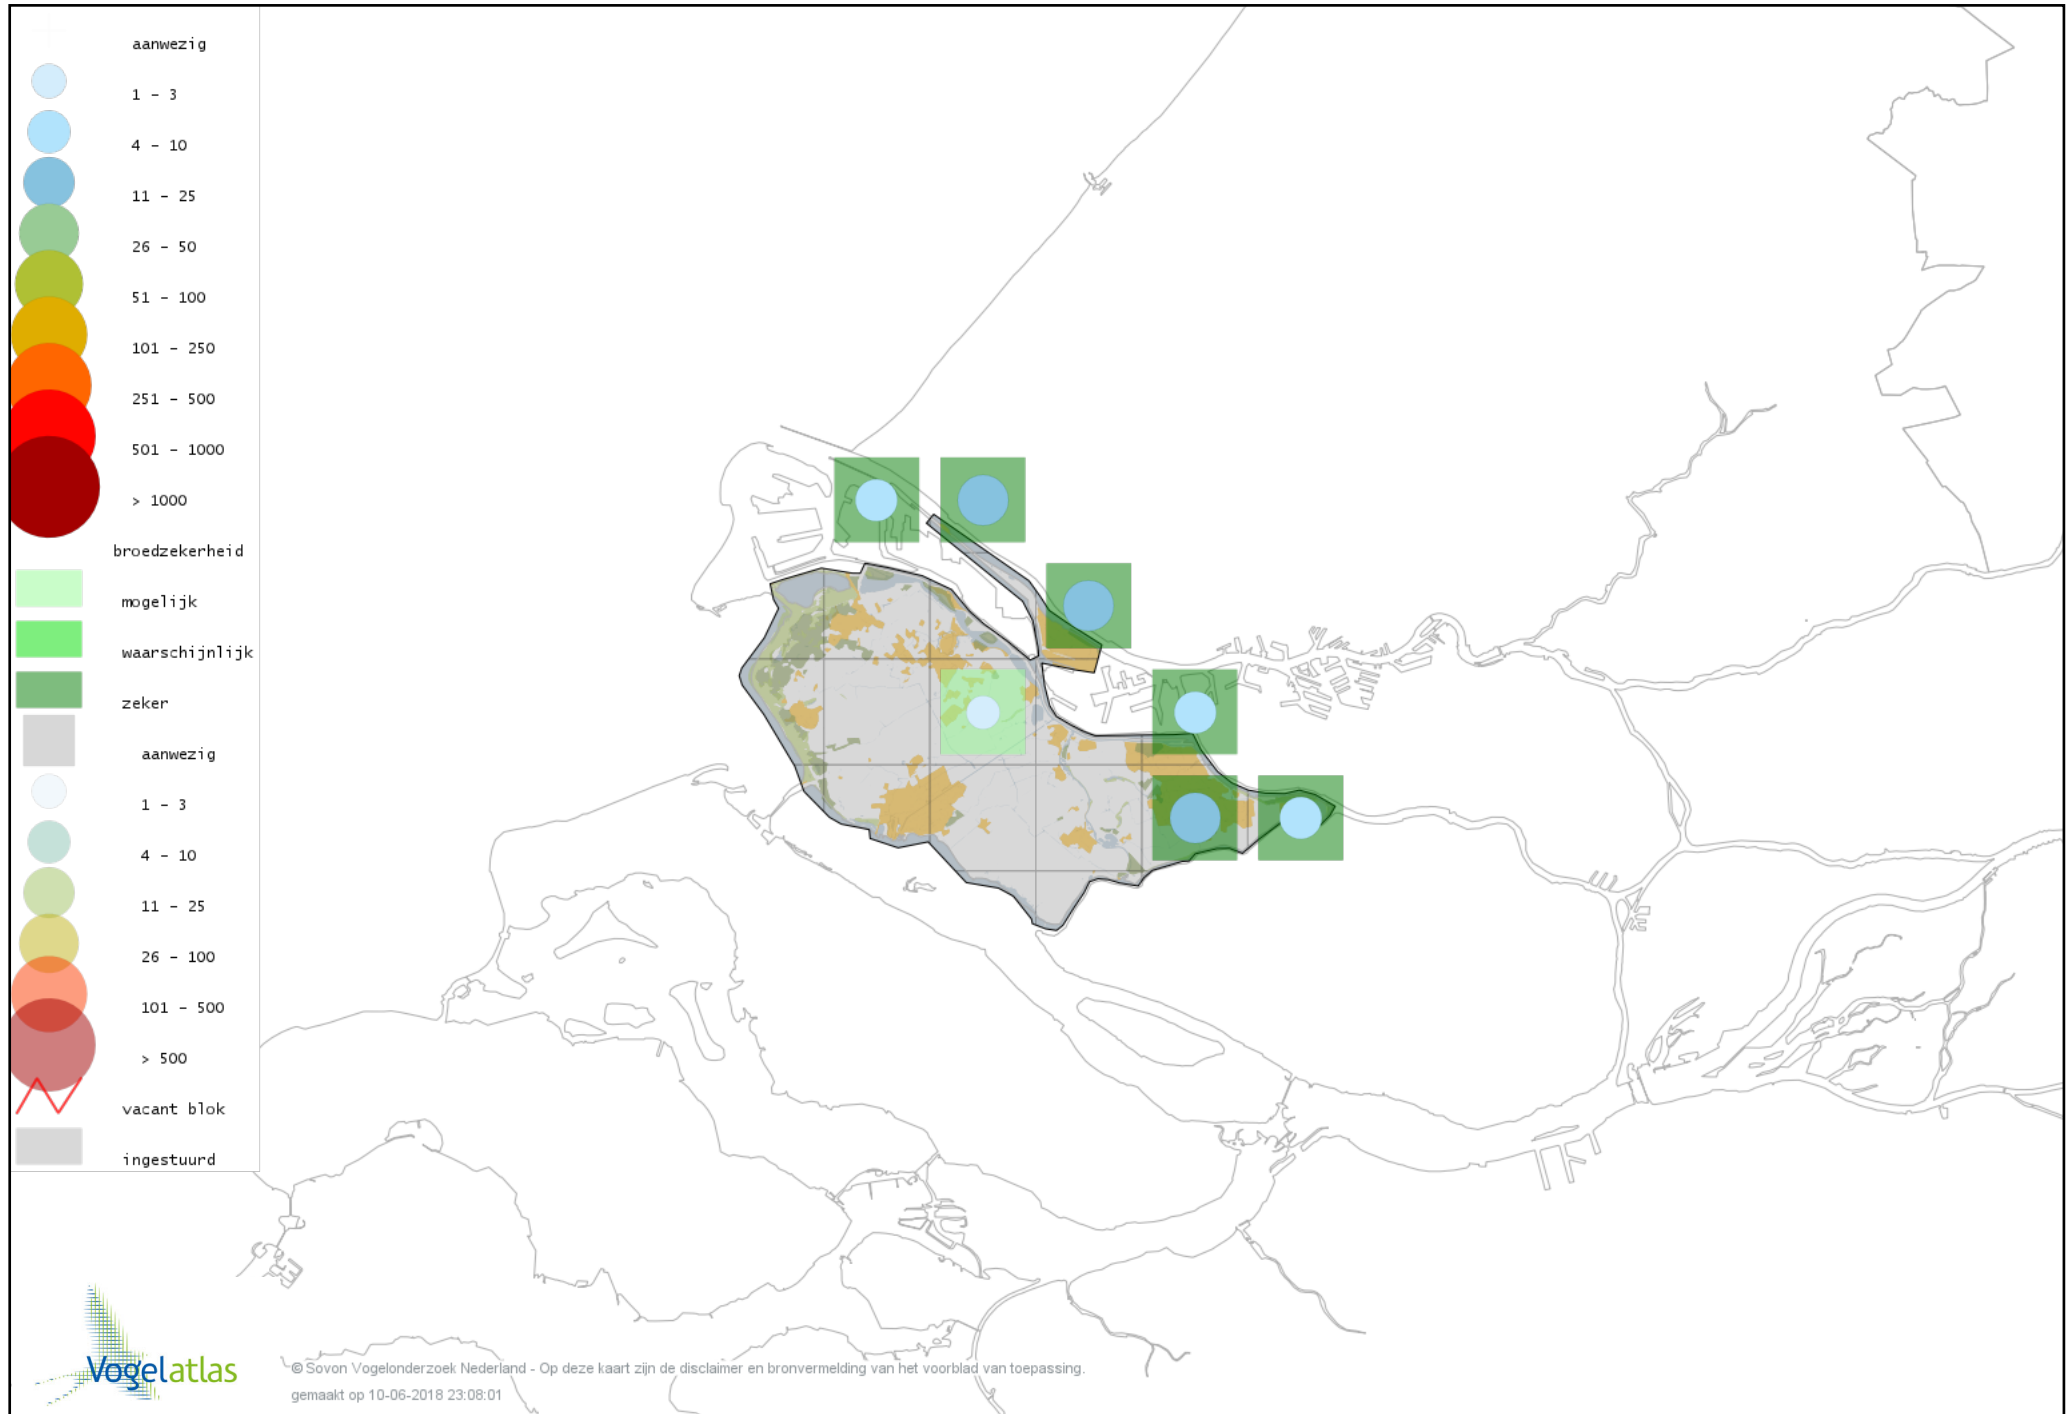 aanwezig
1 - 3
4 - 10
11 - 25
26 - 50
51 - 100
101 - 250
251 - 500
501 - 1000
> 1000
broedzekerheid
mogelijk
waarschijnlijk
zeker
aanwezig
1 - 3
4 - 10
11 - 25
26 - 100
101 - 500
> 500
vacant blok
ingestuurd
Vogelatlas
© Sovon Vogelonderzoek Nederland - Op deze kaart zijn de disclaimer en bronvermelding van het voorblad van toepassing.
gemaakt op 10-06-2018 23:08:01